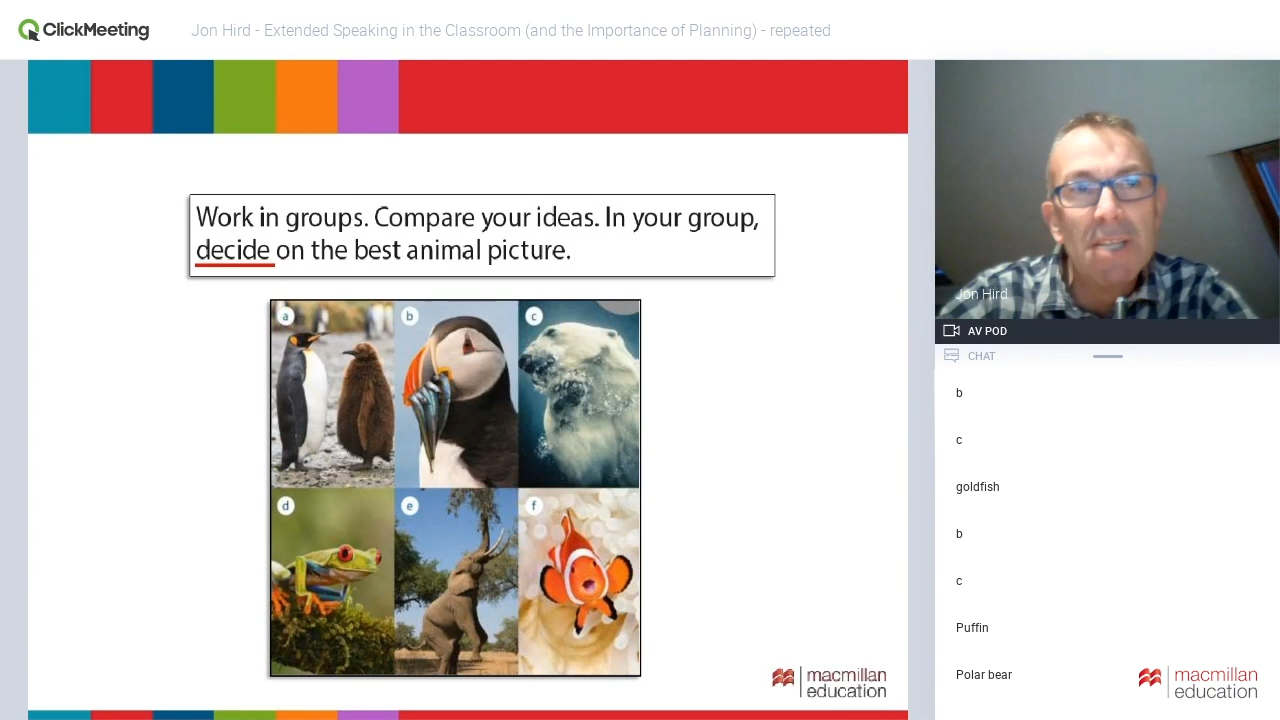 ClickMeeting
Jon Hird - Extended Speaking in the Classroom (and the Importance of Planning) - repeated
Work in groups. Compare your ideas. In your group,
decide on the best animal picture.
a
b
c
d
e
f
macmillan
education
Jon Hird
AV POD
CHAT
b
c
goldfish
b
c
Puffin
Polar bear
macmillan
education